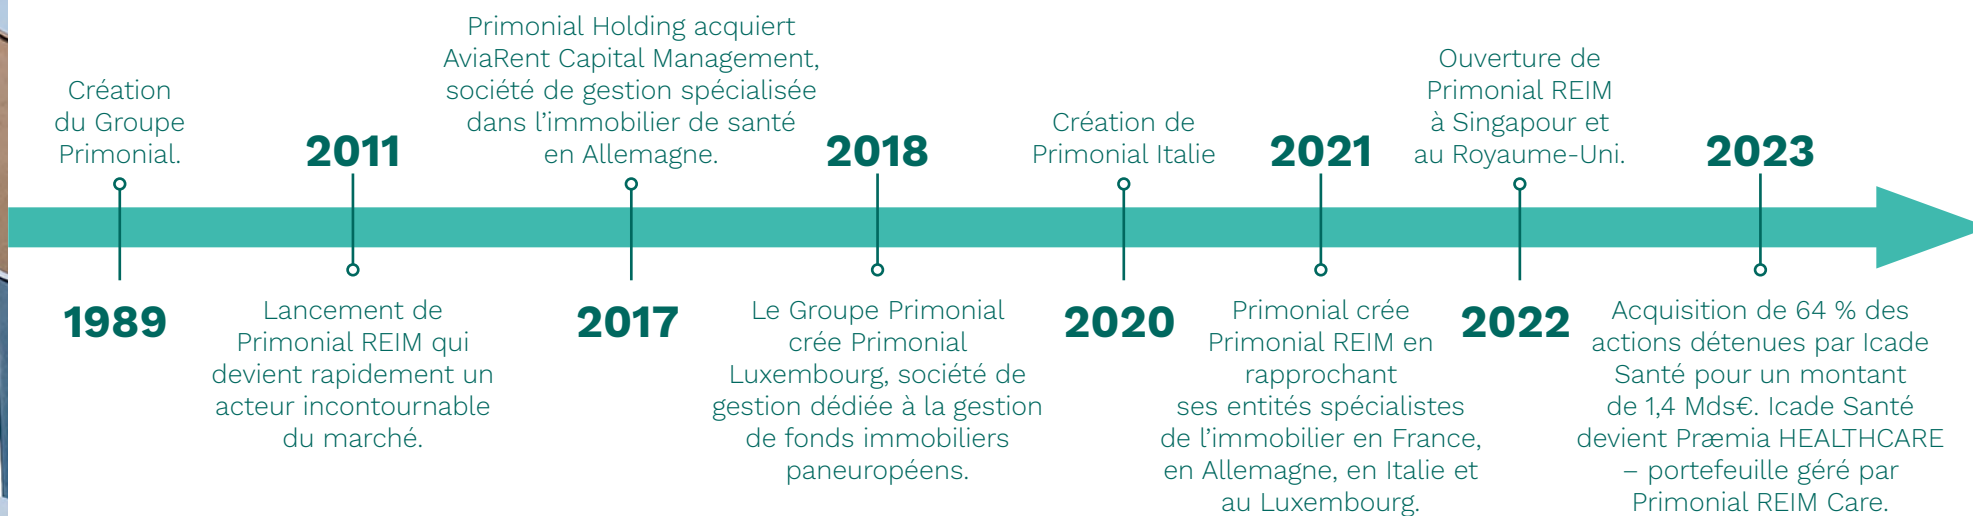 Création
du Groupe
Primonial.
1989
2011
Lancement de
Primonial REIM qui
devient rapidement un
acteur incontournable
du marché.
Primonial Holding acquiert
AviaRent Capital Management,
société de gestion spécialisée
dans l’immobilier de santé
en Allemagne.
2017
2018
Le Groupe Primonial
crée Primonial
Luxembourg, société de
gestion dédiée à la gestion
de fonds immobiliers
paneuropéens.
Création de
Primonial Italie
2020
2021
Primonial crée
Primonial REIM en
rapprochant
ses entités spécialistes
de l’immobilier en France,
en Allemagne, en Italie et
au Luxembourg.
Ouverture de
Primonial REIM
à Singapour et
au Royaume-Uni.
2022
2023
Acquisition de 64 % des
actions détenues par Icade
Santé pour un montant
de 1,4 Mds€. Icade Santé
devient Præmia HEALTHCARE
– portefeuille géré par
Primonial REIM Care.